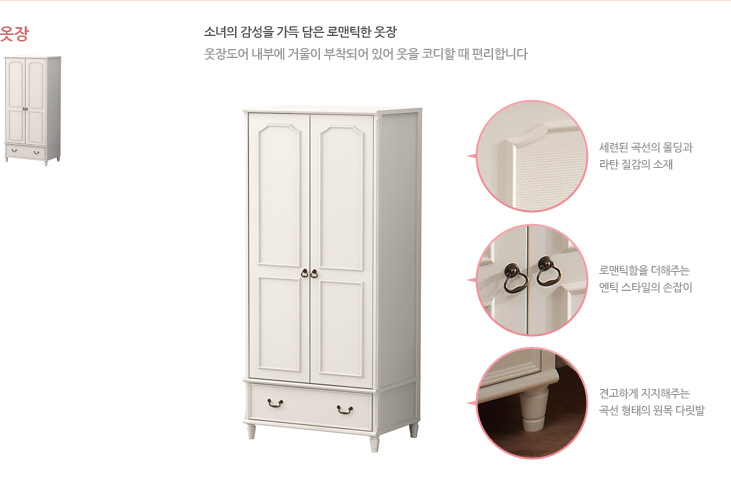 옷장
소녀의 감성을 가득 담은 로맨틱한 옷장
옷장도어 내부에 거울이 부착되어 있어 옷을 코디할 때 편리합니다
세련된 곡선의 몰딩과
라탄 질감의 소재
로맨틱함을 더해주는
엔틱 스타일의 손잡이
견고하게 지지해주는
곡선 형태의 원목 다릿발